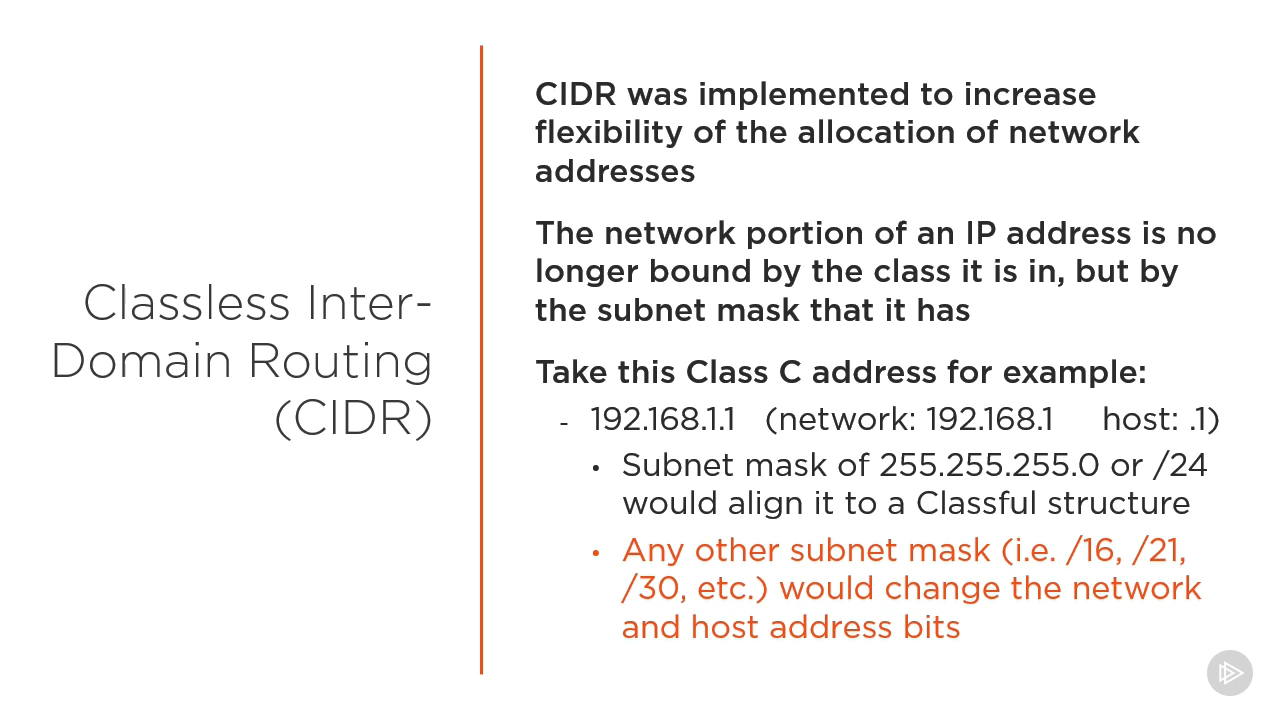 Classless Inter-
Domain Routing
(CIDR)
CIDR was implemented to increase
flexibility of the allocation of network
addresses
The network portion of an IP address is no
longer bound by the class it is in, but by
the subnet mask that it has
Take this Class C address for example:
- 192.168.1.1 (network: 192.168.1 host: .1)
• Subnet mask of 255.255.255.0 or /24
would align it to a Classful structure
• Any other subnet mask (i.e. /16, /21,
/30, etc.) would change the network
and host address bits